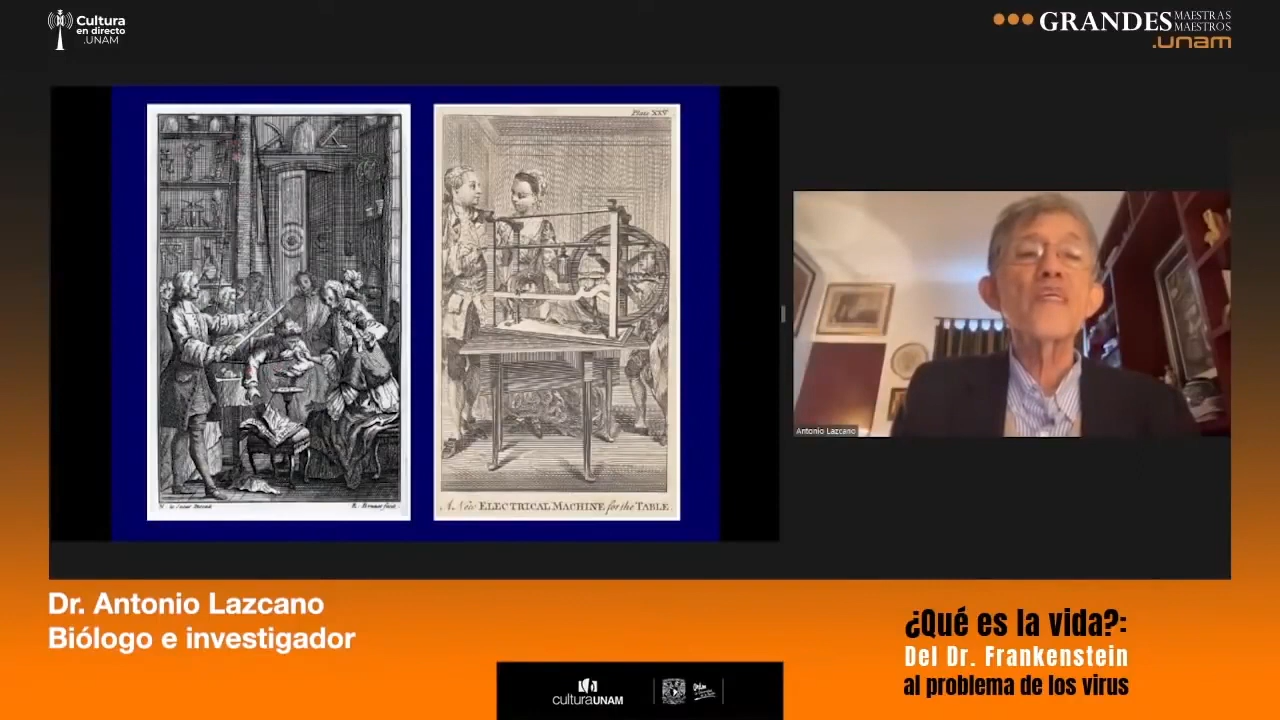 Cultura
en directo
.UNAM
GRANDES MAESTRAS
MAESTROS
.unam
Plate XXV
A New ELECTRICAL MACHINE for the TABLE
Antonio Lazcano
Dr. Antonio Lazcano
Biólogo e investigador
¿Qué es la vida?:
Del Dr. Frankenstein
al problema de los virus
culturaUNAM